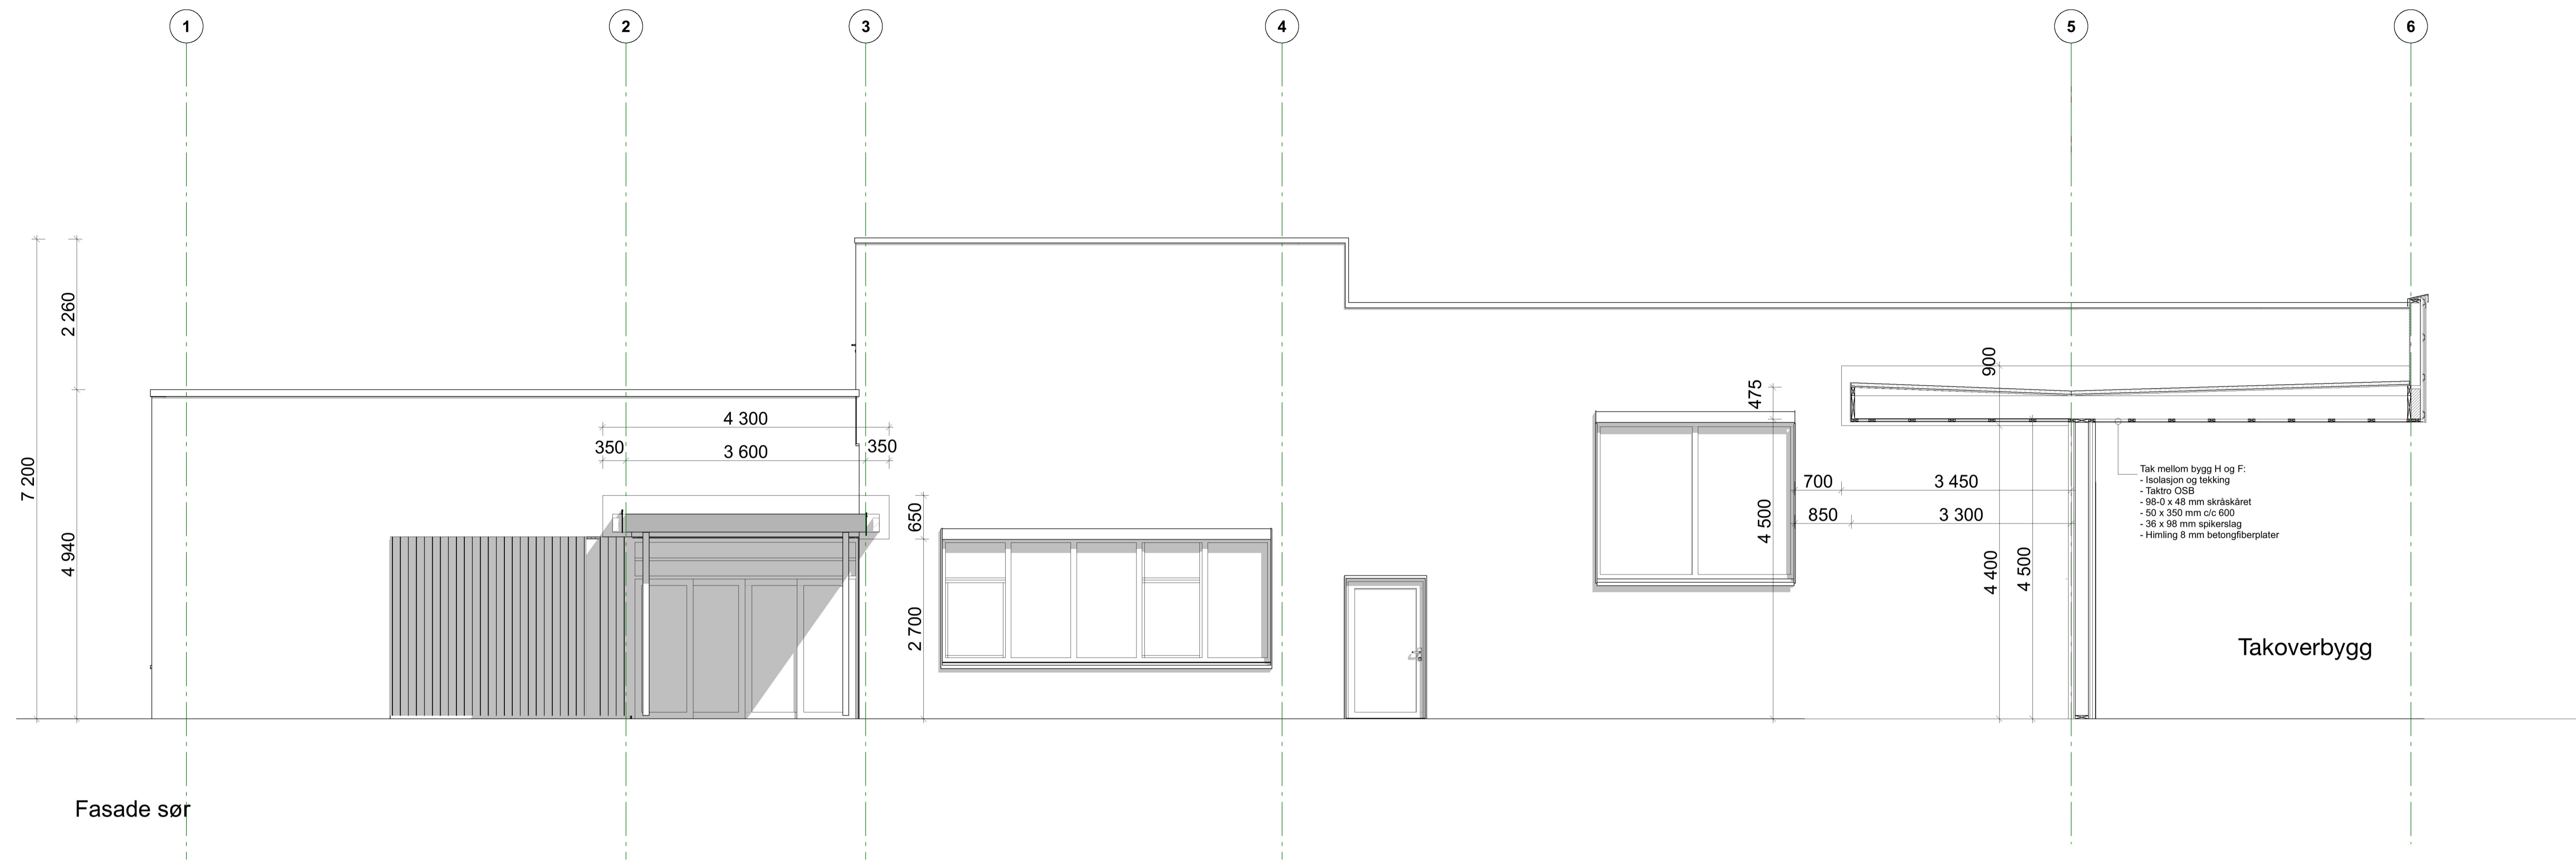 1
2
3
4
5
6
2 260
7 200
4 940
4 300
350
3 600
350
650
2 700
475
4 500
700
3 450
850
3 300
900
4 400
4 500
Tak mellom bygg H og F:
- Isolasjon og tekking
- Taktro OSB
- 98-0 x 48 mm skråskåret
- 50 x 350 mm c/c 600
- 36 x 98 mm spikerslag
- Himling 8 mm betongfiberplater
Takoverbygg
Fasade sør